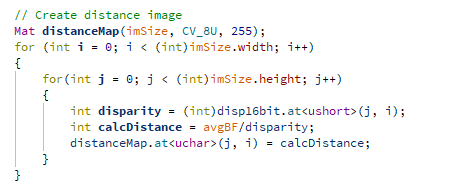 // Create distance image
Mat distanceMap(imSize, CV_8U, 255);
for (int i = 0; i < (int)imSize.width; i++)
{
for(int j = 0; j < (int)imSize.height; j++)
{
int disparity = (int)disp16bit.at<ushort>(j, i);
int calcDistance = avgBF/disparity;
distanceMap.at<uchar>(j, i) = calcDistance;
}
}